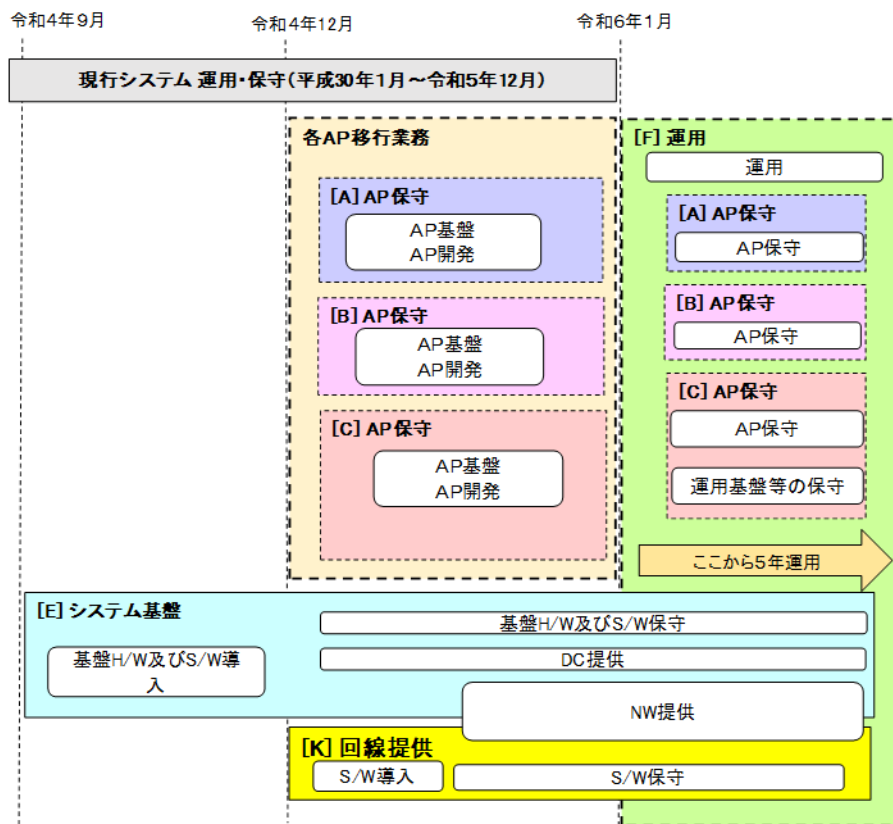 令和4年9月
令和4年12月
令和6年1月
現行システム 運用・保守(平成30年1月～令和5年12月)
各AP移行業務
[A] AP保守
AP基盤
AP開発
[B] AP保守
AP基盤
AP開発
[C] AP保守
AP基盤
AP開発
[F] 運用
運用
[A] AP保守
AP保守
[B] AP保守
AP保守
[C] AP保守
AP保守
運用基盤等の保守
ここから5年運用
[E] システム基盤
基盤H/W及びS/W導
入
基盤H/W及びS/W保守
DC提供
NW提供
[K] 回線提供
S/W導入
S/W保守